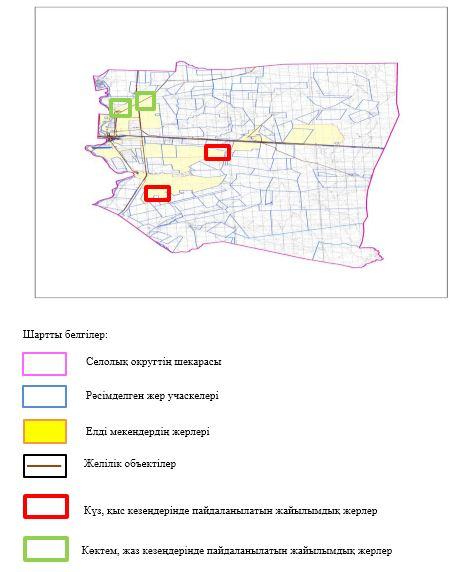 Шартты белгілер:
Селолық округтің шекарасы
Рәсімделген жер учаскелері
Елді мекендердің жерлері
Желілік объектілер
Күз, қыс кезеңдерінде пайдаланылатын жайылымдық жерлер
Көктем, жаз кезеңдерінде пайдаланылатын жайылымдық жерлер